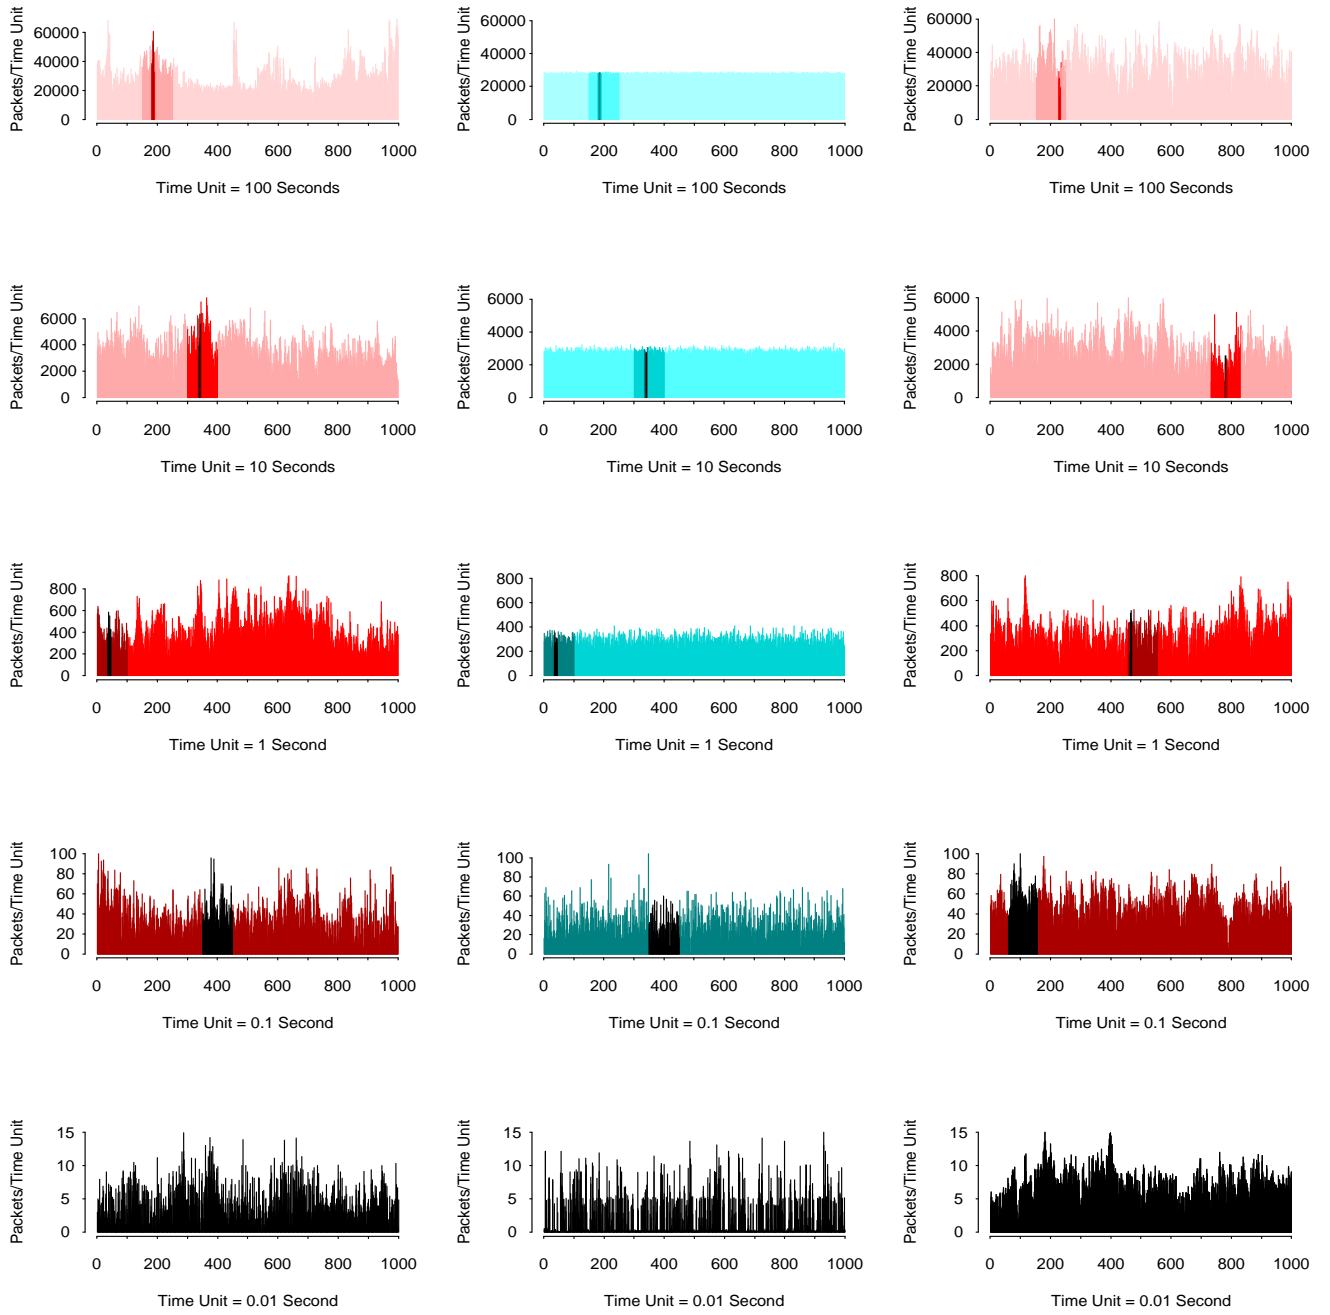 Packets/Time Unit
0 20000 40000 60000
0 200 400 600 800 1000
Time Unit = 100 Seconds
Packets/Time Unit
0 20000 40000 60000
0 200 400 600 800 1000
Time Unit = 100 Seconds
Packets/Time Unit
0 20000 40000 60000
0 200 400 600 800 1000
Time Unit = 100 Seconds
Packets/Time Unit
0 2000 4000 6000
0 200 400 600 800 1000
Time Unit = 10 Seconds
Packets/Time Unit
0 2000 4000 6000
0 200 400 600 800 1000
Time Unit = 10 Seconds
Packets/Time Unit
0 2000 4000 6000
0 200 400 600 800 1000
Time Unit = 10 Seconds
Packets/Time Unit
0 200 400 600 800
0 200 400 600 800 1000
Time Unit = 1 Second
Packets/Time Unit
0 200 400 600 800
0 200 400 600 800 1000
Time Unit = 1 Second
Packets/Time Unit
0 200 400 600 800
0 200 400 600 800 1000
Time Unit = 1 Second
Packets/Time Unit
0 20 40 60 80 100
0 200 400 600 800 1000
Time Unit = 0.1 Second
Packets/Time Unit
0 20 40 60 80 100
0 200 400 600 800 1000
Time Unit = 0.1 Second
Packets/Time Unit
0 20 40 60 80 100
0 200 400 600 800 1000
Time Unit = 0.1 Second
Packets/Time Unit
0 5 10 15
0 200 400 600 800 1000
Time Unit = 0.01 Second
Packets/Time Unit
0 5 10 15
0 200 400 600 800 1000
Time Unit = 0.01 Second
Packets/Time Unit
0 5 10 15
0 200 400 600 800 1000
Time Unit = 0.01 Second